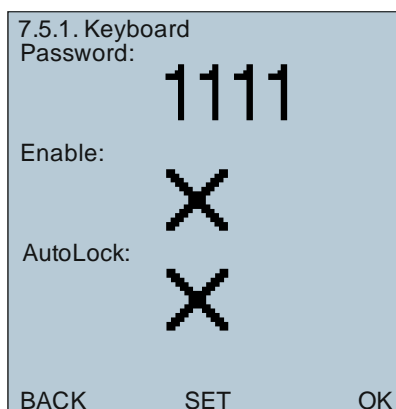 7.5.1. Keyboard
Password:
1111
Enable:
AutoLock:
BACK SET OK